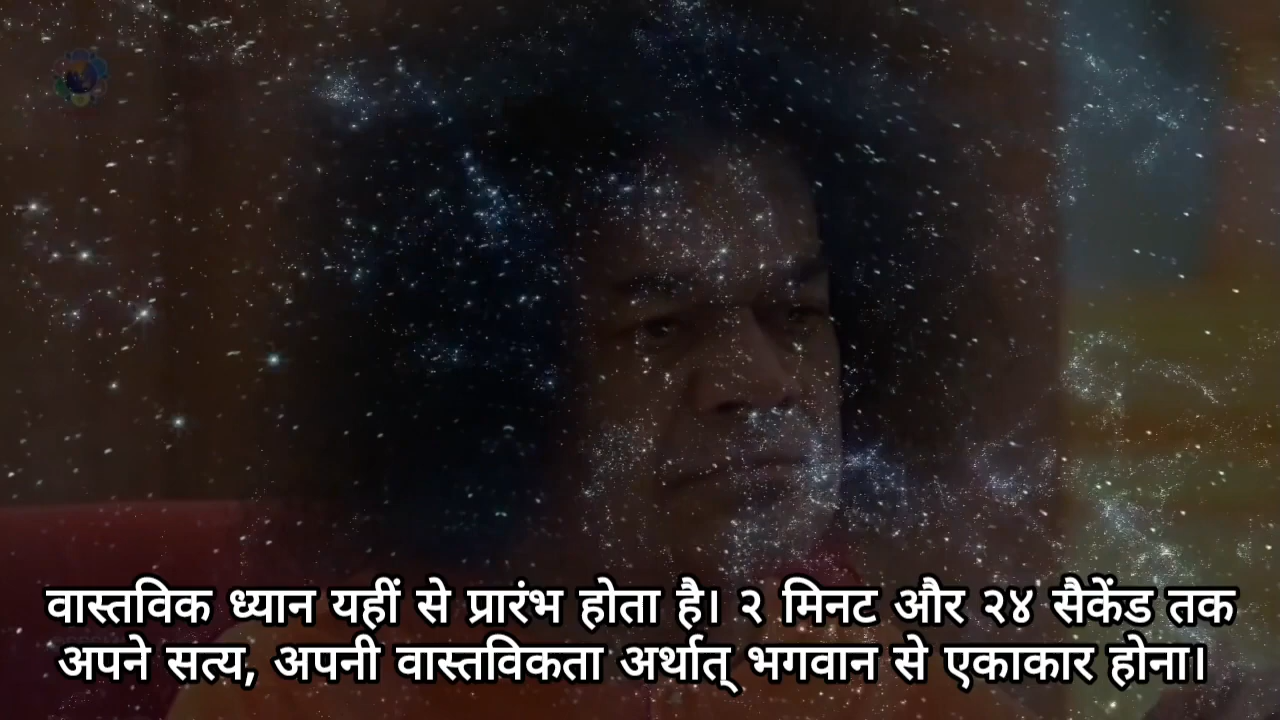 वास्तविक ध्यान यहीं से प्रारंभ होता है। २ मिनट और २४ सैकेंड तक
अपने सत्य, अपनी वास्तविकता अर्थात् भगवान से एकाकार होना।